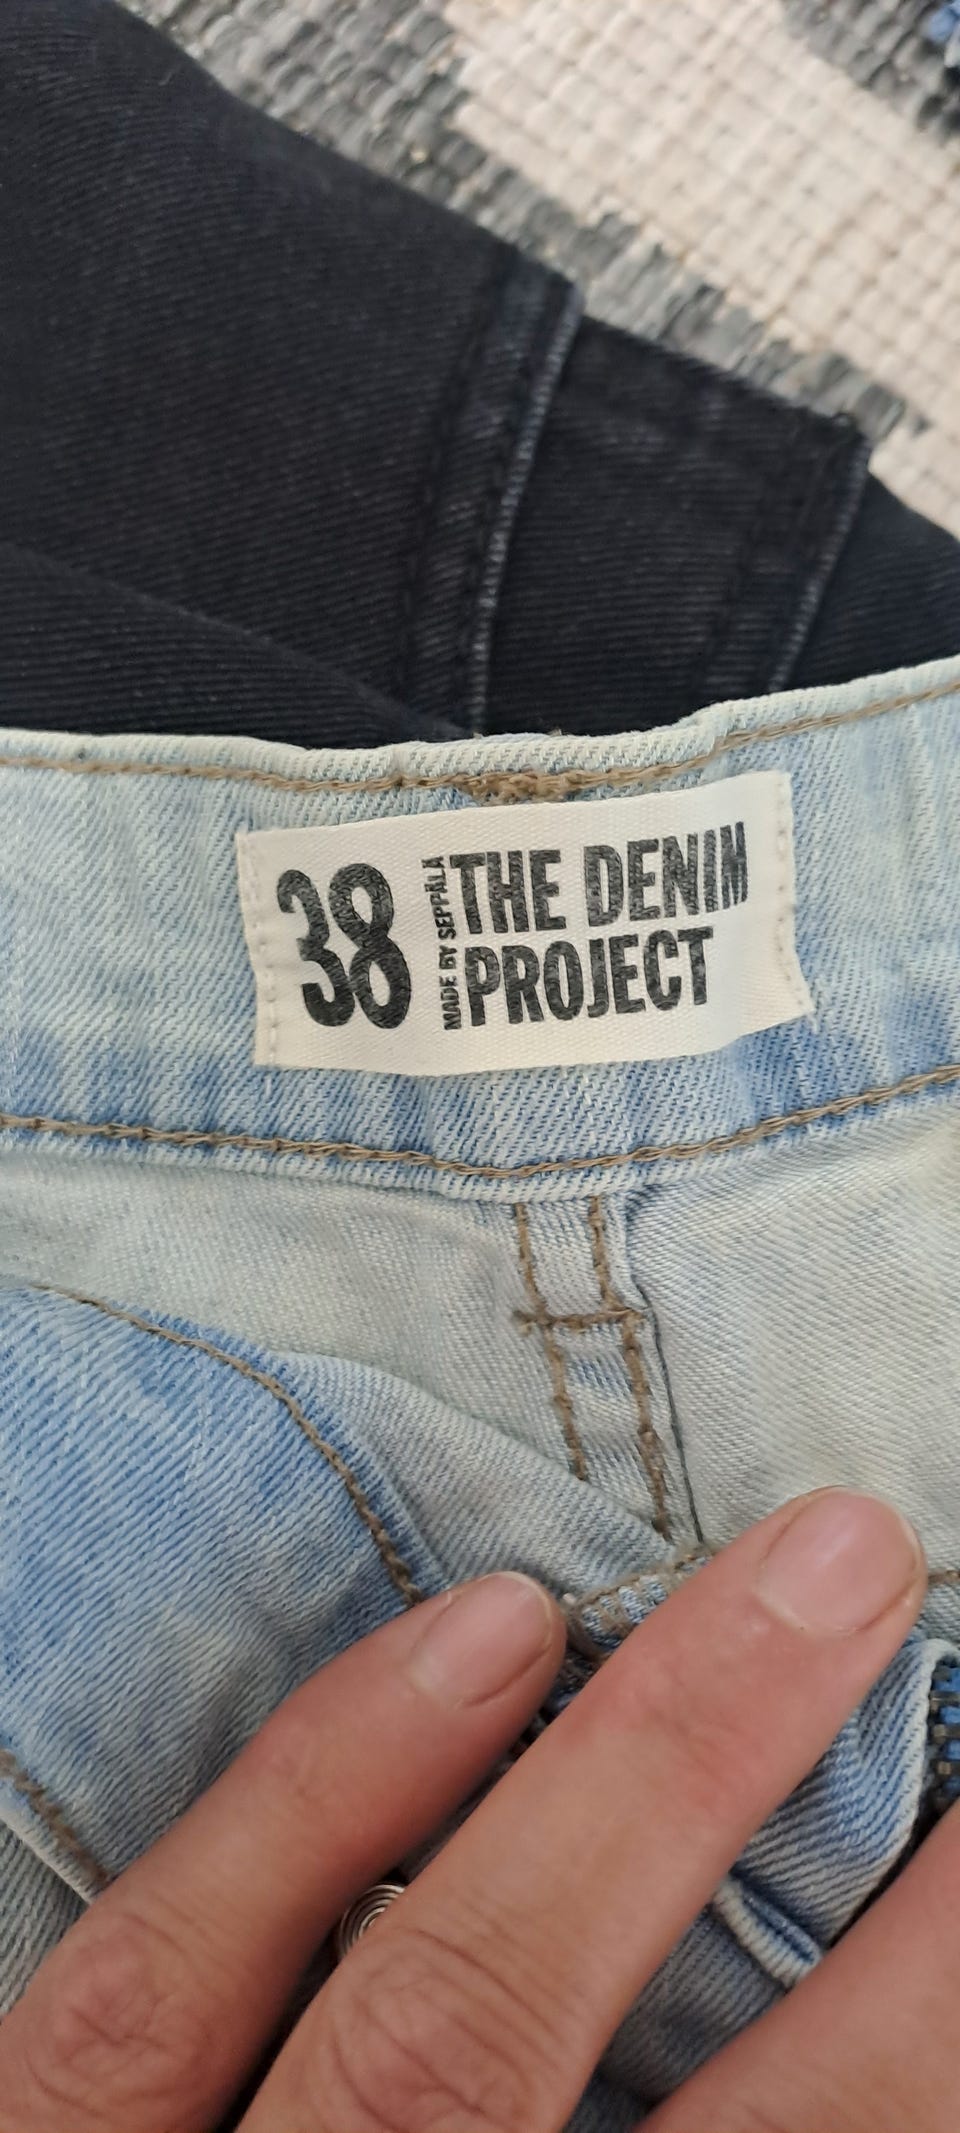 38
MADE BY SEPPÄLÄ
THE DENIM
PROJECT